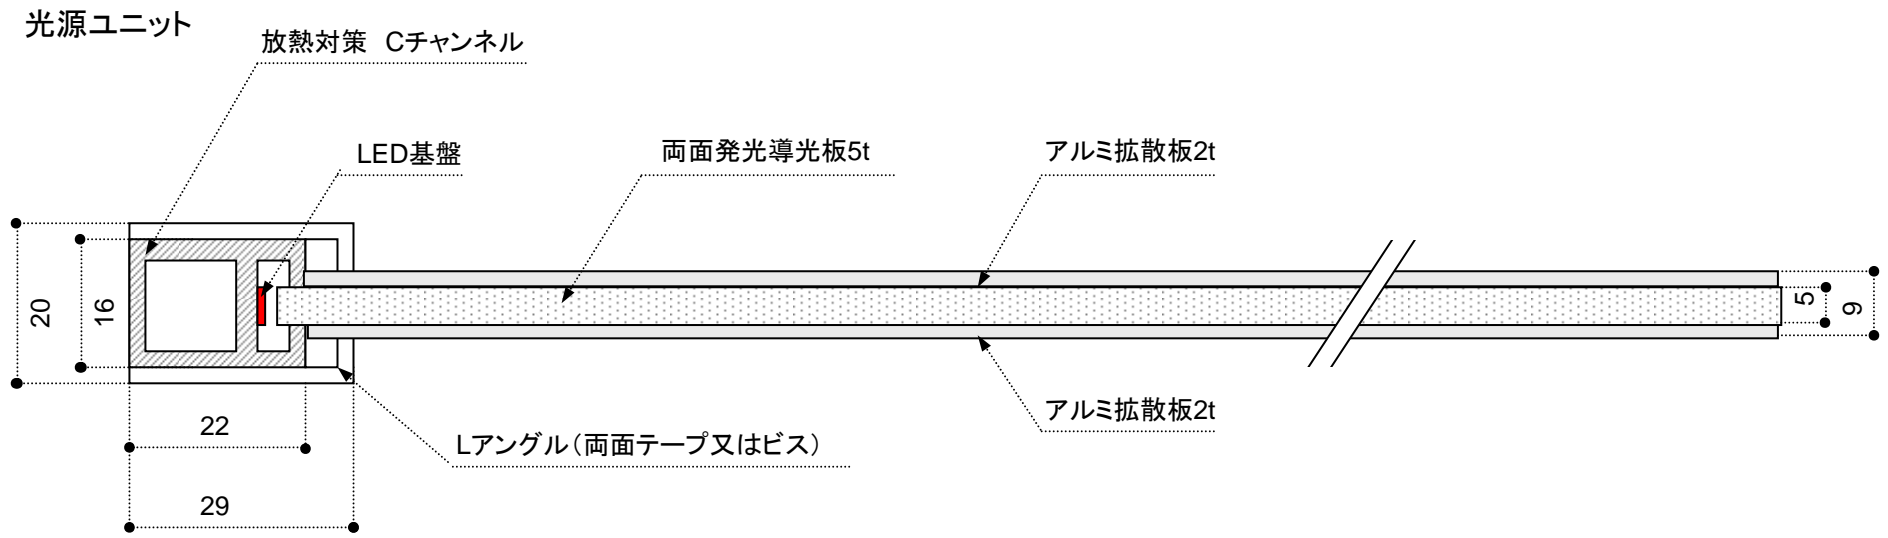 光源ユニット
放熱対策　Cチャンネル
LED基盤
両面発光導光板5t
アルミ拡散板2t
20
16
5
9
22
29
Lアングル（両面テープ又はビス）
アルミ拡散板2t